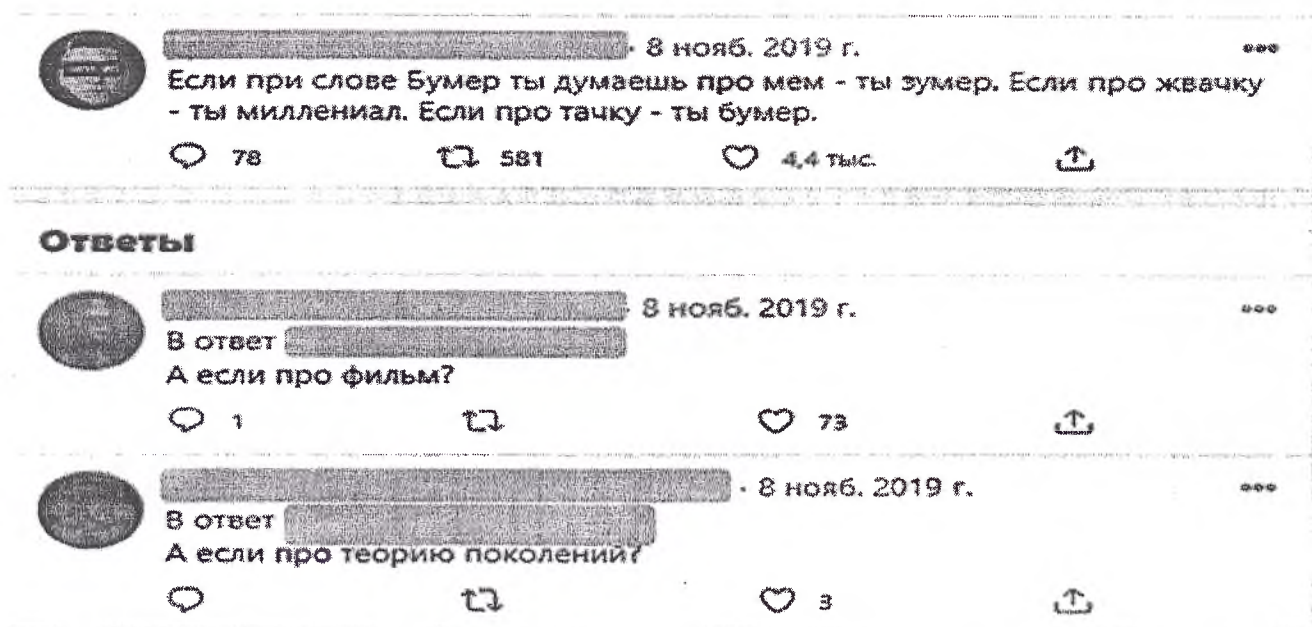 8 нояб. 2019 г.
Если при слове Бумер ты думаешь про мем - ты зумер. Если про жвачку
- ты миллениал. Если про тачку - ты бумер.
78 581 4,4 тыс.
Ответы
8 нояб. 2019 г.
В ответ
А если про фильм?
1 73
8 нояб. 2019 г.
В ответ
А если про теорию поколений?
3